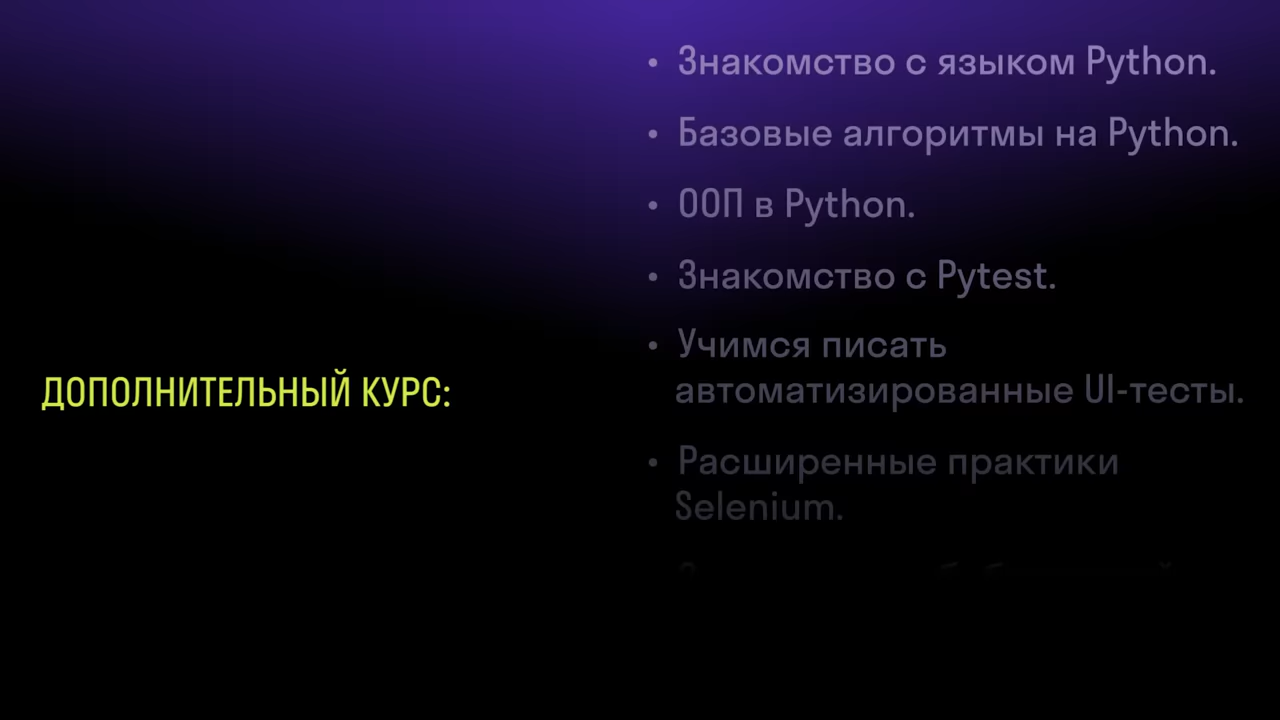 ДОПОЛНИТЕЛЬНЫЙ КУРС:
• Знакомство с языком Python.
• Базовые алгоритмы на Python.
• ООП в Python.
• Знакомство с Pytest.
• Учимся писать
автоматизированные UI-тесты.
• Расширенные практики
Selenium.